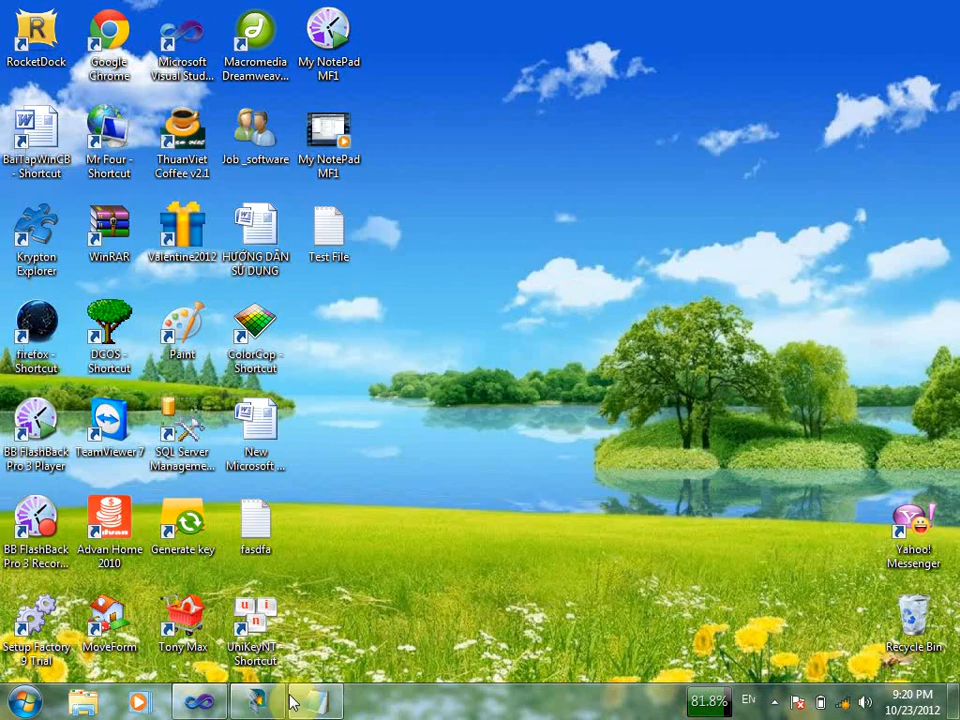 RocketDock
Google
Chrome
Microsoft
Visual Stud...
Macromedia
Dreamweav...
My NotePad
MF1
BaiTapWinGB
- Shortcut
Mr Four -
Shortcut
ThuanViet
Coffee v2.1
Job _software
My NotePad
MF1
Krypton
Explorer
WinRAR
Valentine2012
HƯỚNG DẪN
SỬ DỤNG
Test File
firefox -
Shortcut
DGOS -
Shortcut
Paint
ColorCop -
Shortcut
BB FlashBack
Pro 3 Player
TeamViewer 7
SQL Server
Manageme...
New
Microsoft ...
BB FlashBack
Pro 3 Recor...
Advan Home
2010
Generate key
fasdfa
Yahoo!
Messenger
Setup Factory
9 Trial
MoveForm
Tony Max
UniKeyNT -
Shortcut
Recycle Bin
81.8%
EN
9:20 PM
10/23/2012